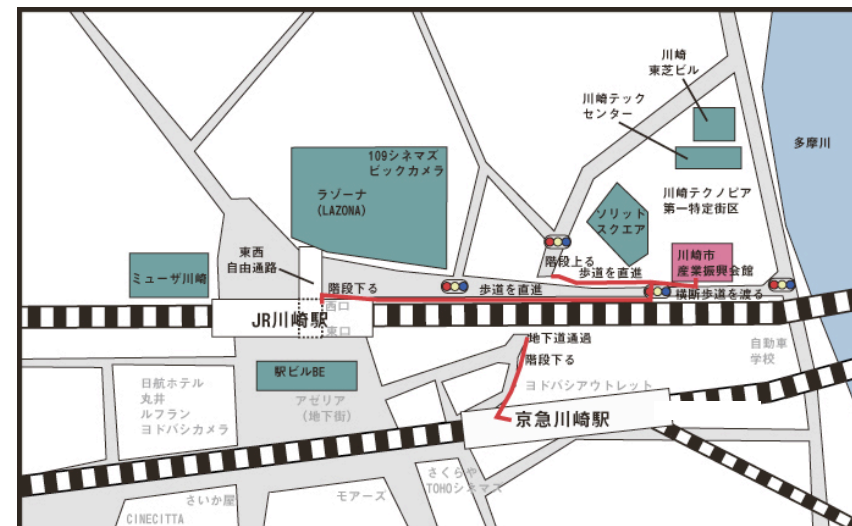 川崎
東芝ビル
川崎テック
センター
多摩川
109シネマズ
ビックカメラ
ラゾーナ
(LAZONA)
川崎テクノピア
第一特定街区
ソリット
スクエア
東西
自由通路
ミューザ川崎
階段上る
川崎市
産業振興会館
歩道を直進
階段下る
歩道を直進
横断歩道を渡る
西口
JR川崎駅
東口
地下道通過
自動車
学校
階段下る
駅ビルBE
日航ホテル
丸井
ルフラン
ヨドバシカメラ
アゼリア
(地下街)
ヨドバシアウトレット
京急川崎駅
さくらや
TOHOシネマズ
モアーズ
さいか屋
CINECITTA